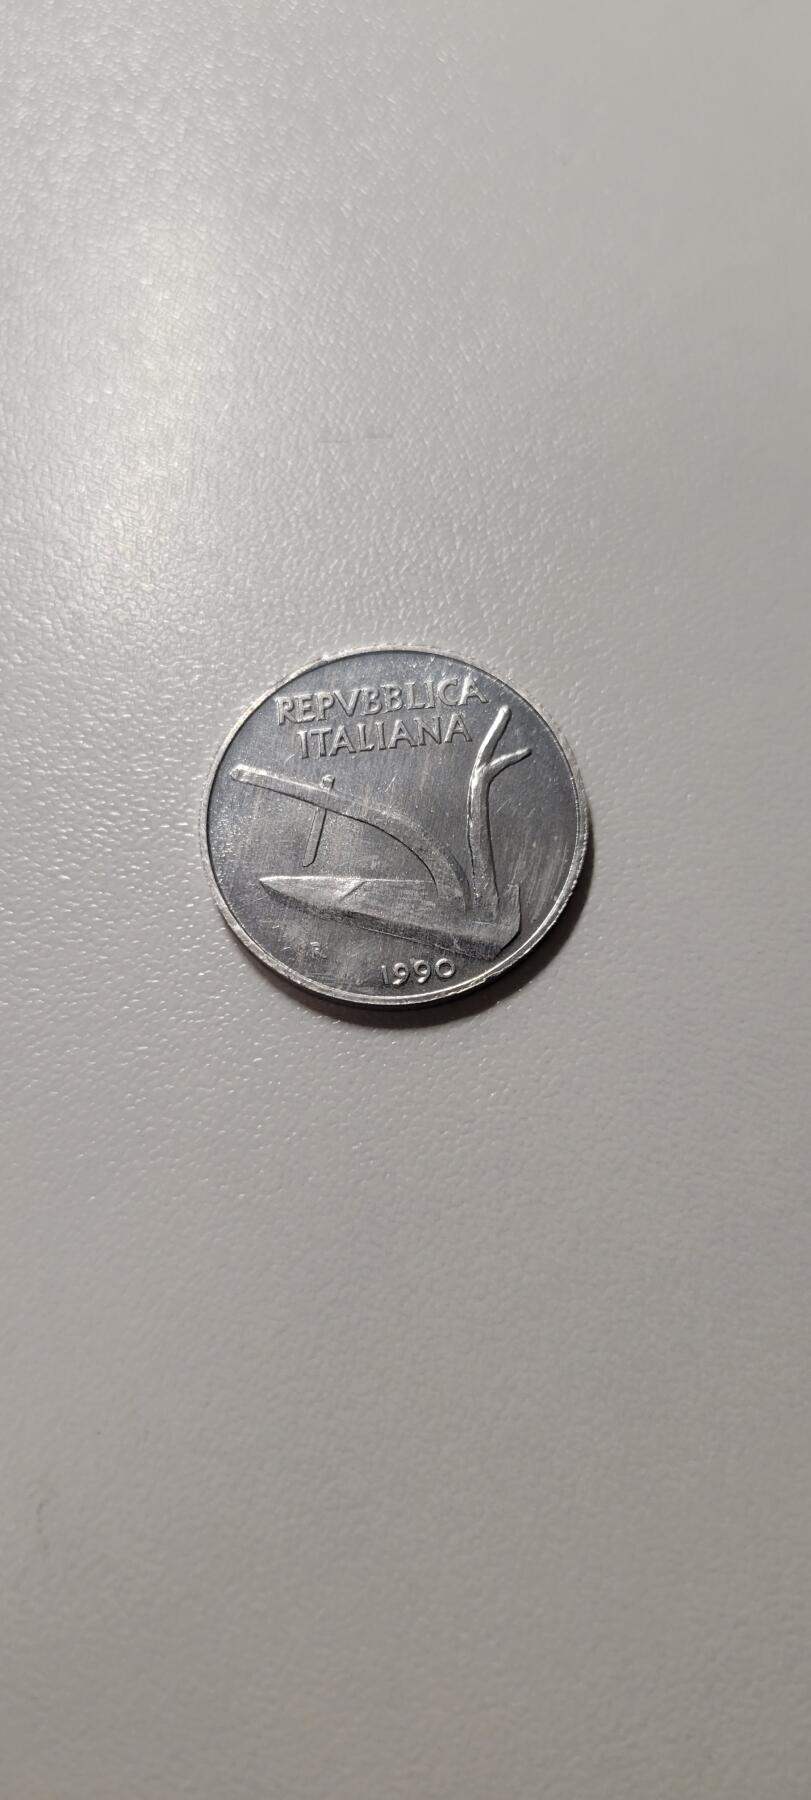 REPVBBLICA
ITALIANA
R
1990